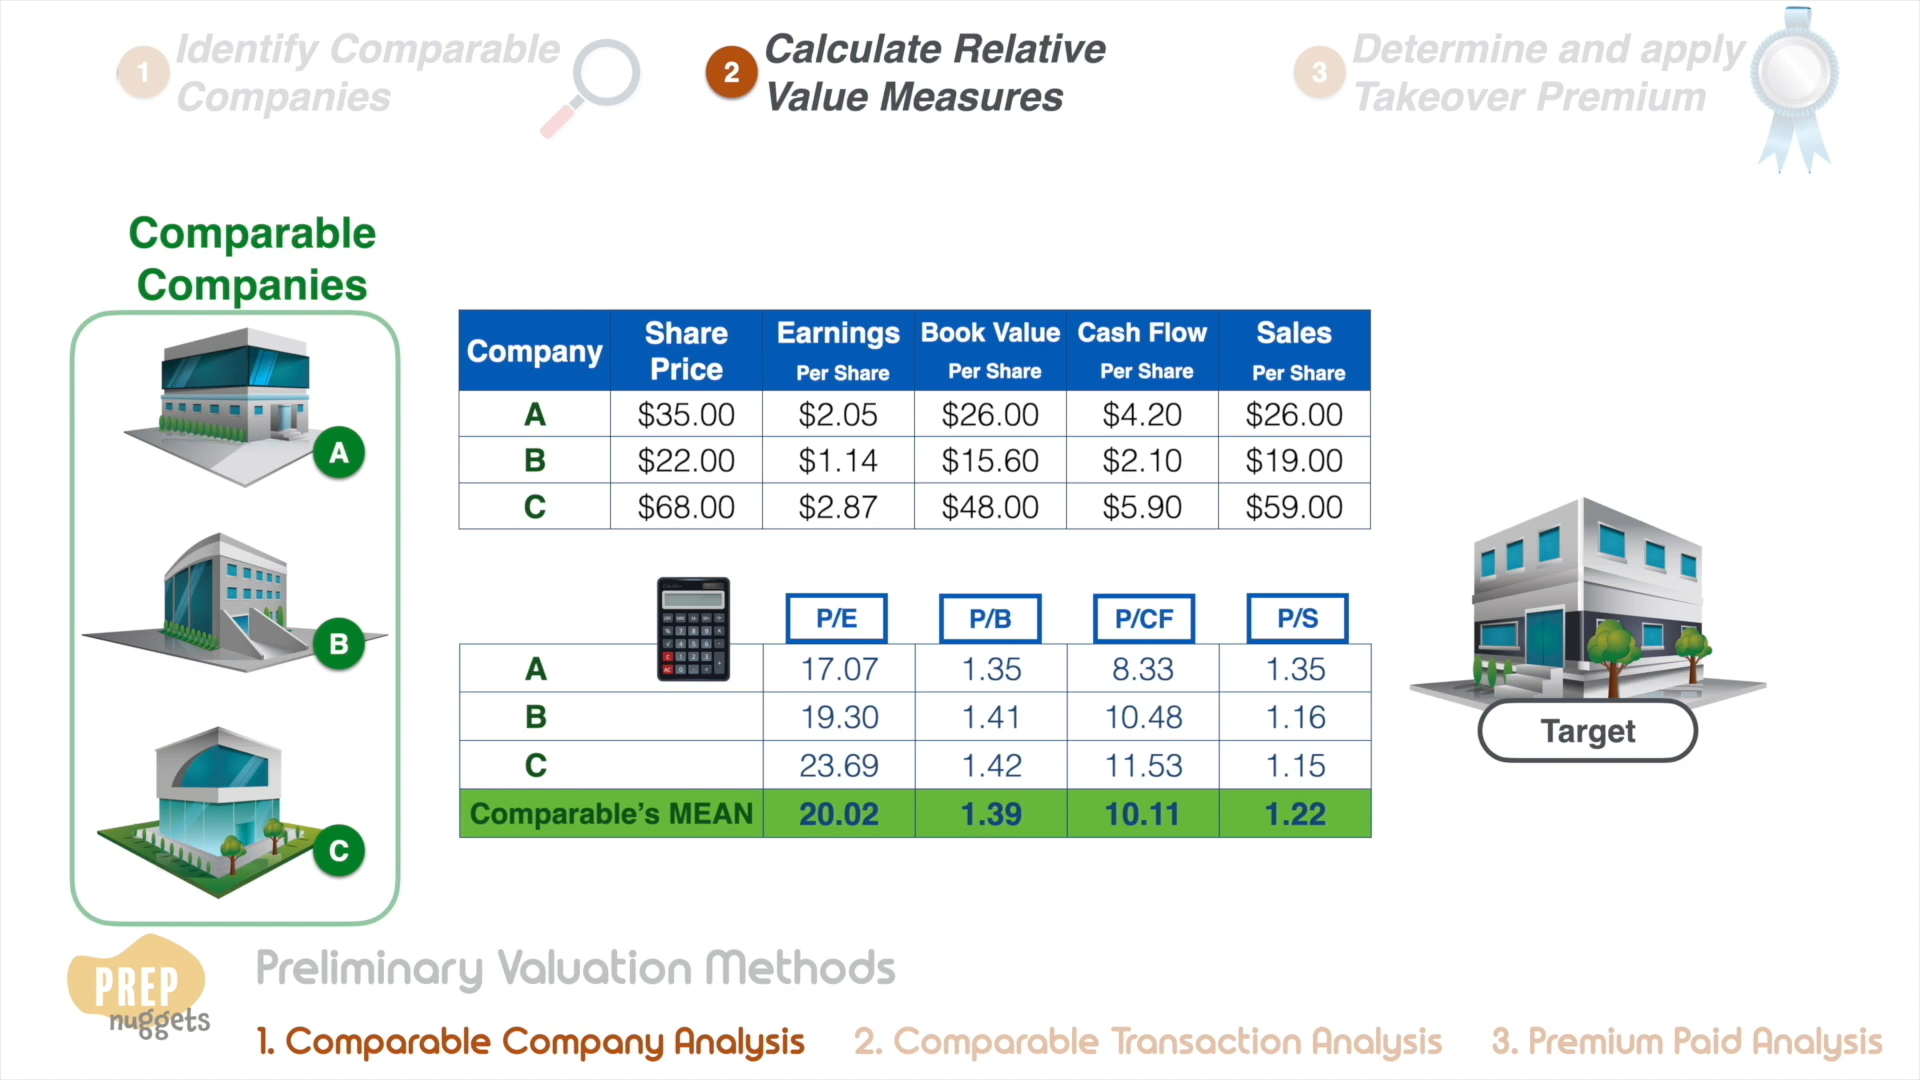 1 Identify Comparable
Companies
2 Calculate Relative
Value Measures
3 Determine and apply
Takeover Premium
Comparable
Companies
A
B
C
Company Share Price Earnings Per Share Book Value Per Share Cash Flow Per Share Sales Per Share
A $35.00 $2.05 $26.00 $4.20 $26.00
B $22.00 $1.14 $15.60 $2.10 $19.00
C $68.00 $2.87 $48.00 $5.90 $59.00
P/E P/B P/CF P/S
A 17.07 1.35 8.33 1.35
B 19.30 1.41 10.48 1.16
C 23.69 1.42 11.53 1.15
Comparable's MEAN 20.02 1.39 10.11 1.22
Target
PREP
nuggets
Preliminary Valuation Methods
1. Comparable Company Analysis 2. Comparable Transaction Analysis 3. Premium Paid Analysis